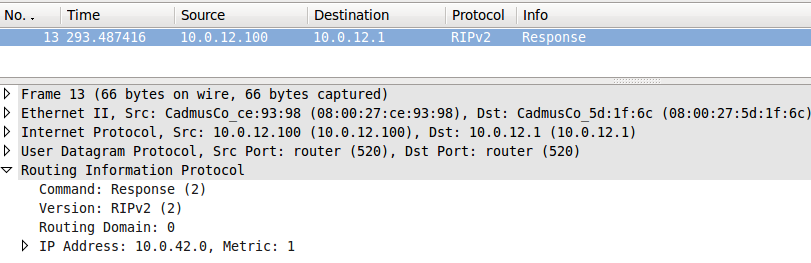 No. Time Source Destination Protocol Info
13 293.487416 10.0.12.100 10.0.12.1 RIPv2 Response
Frame 13 (66 bytes on wire, 66 bytes captured)
Ethernet II, Src: CadmusCo_ce:93:98 (08:00:27:ce:93:98), Dst: CadmusCo_5d:1f:6c (08:00:27:5d:1f:6c)
Internet Protocol, Src: 10.0.12.100 (10.0.12.100), Dst: 10.0.12.1 (10.0.12.1)
User Datagram Protocol, Src Port: router (520), Dst Port: router (520)
Routing Information Protocol
Command: Response (2)
Version: RIPv2 (2)
Routing Domain: 0
IP Address: 10.0.42.0, Metric: 1